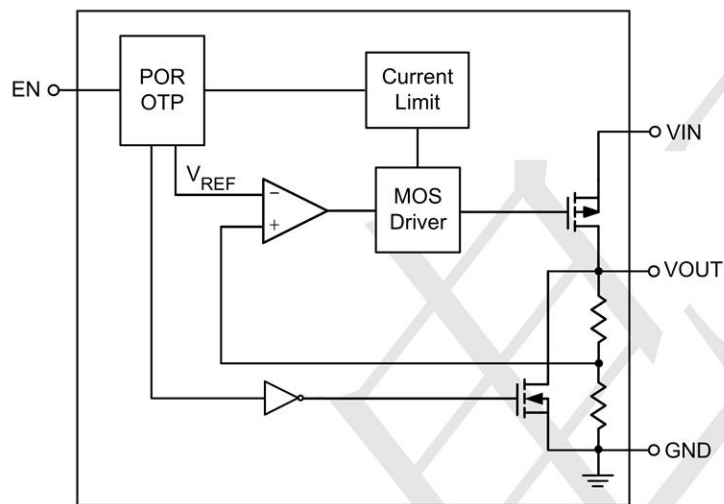 EN
POR
OTP
Current
Limit
VIN
VREF
−
+
MOS
Driver
VOUT
GND